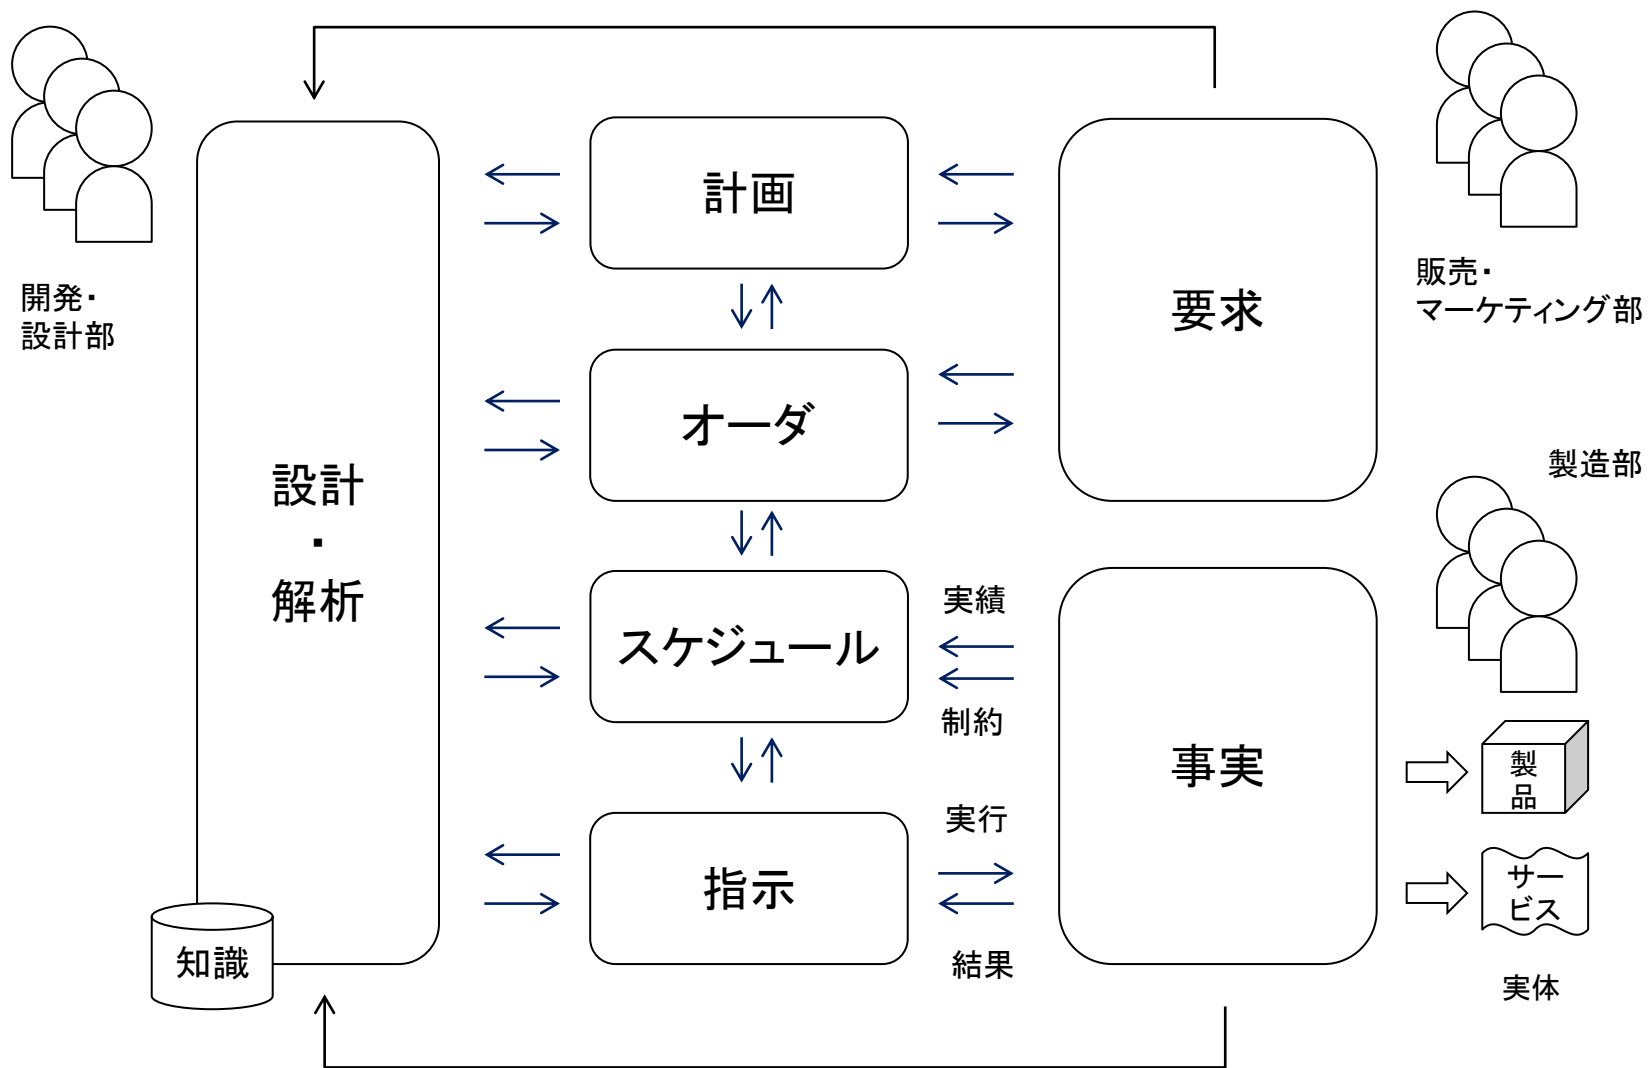 開発・
設計部
設計
・
解析
知識
計画
オーダ
スケジュール
指示
実績
制約
実行
結果
要求
事実
販売・
マーケティング部
製造部
製
品
サー
ビス
実体